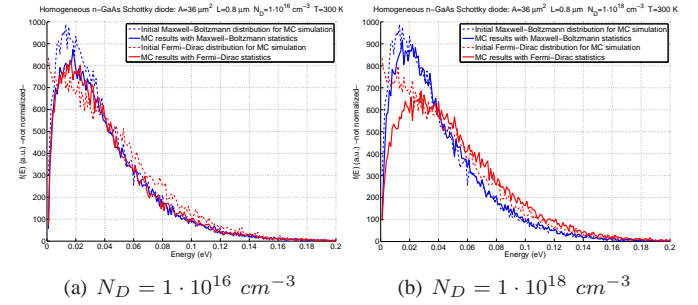 Homogeneous n−GaAs Schottky diode: A=36 μm² L=0.8 μm N_D=1·10¹⁶ cm⁻³ T=300 K
1000
900
800
700
600
500
400
300
200
100
0
f(E) (a.u.) −not normalized−
Initial Maxwell−Boltzmann distribution for MC simulation
MC results with Maxwell−Boltzmann statistics
Initial Fermi−Dirac distribution for MC simulation
MC results with Fermi−Dirac statistics
0 0.02 0.04 0.06 0.08 0.1 0.12 0.14 0.16 0.18 0.2
Energy (eV)
(a) N_D = 1 · 10¹⁶ cm⁻³
Homogeneous n−GaAs Schottky diode: A=36 μm² L=0.8 μm N_D=1·10¹⁶ cm⁻³ T=300 K
1000
900
800
700
600
500
400
300
200
100
0
f(E) (a.u.) −not normalized−
Initial Maxwell−Boltzmann distribution for MC simulation
MC results with Maxwell−Boltzmann statistics
Initial Fermi−Dirac distribution for MC simulation
MC results with Fermi−Dirac statistics
0 0.02 0.04 0.06 0.08 0.1 0.12 0.14 0.16 0.18 0.2
Energy (eV)
(b) N_D = 1 · 10¹⁸ cm⁻³